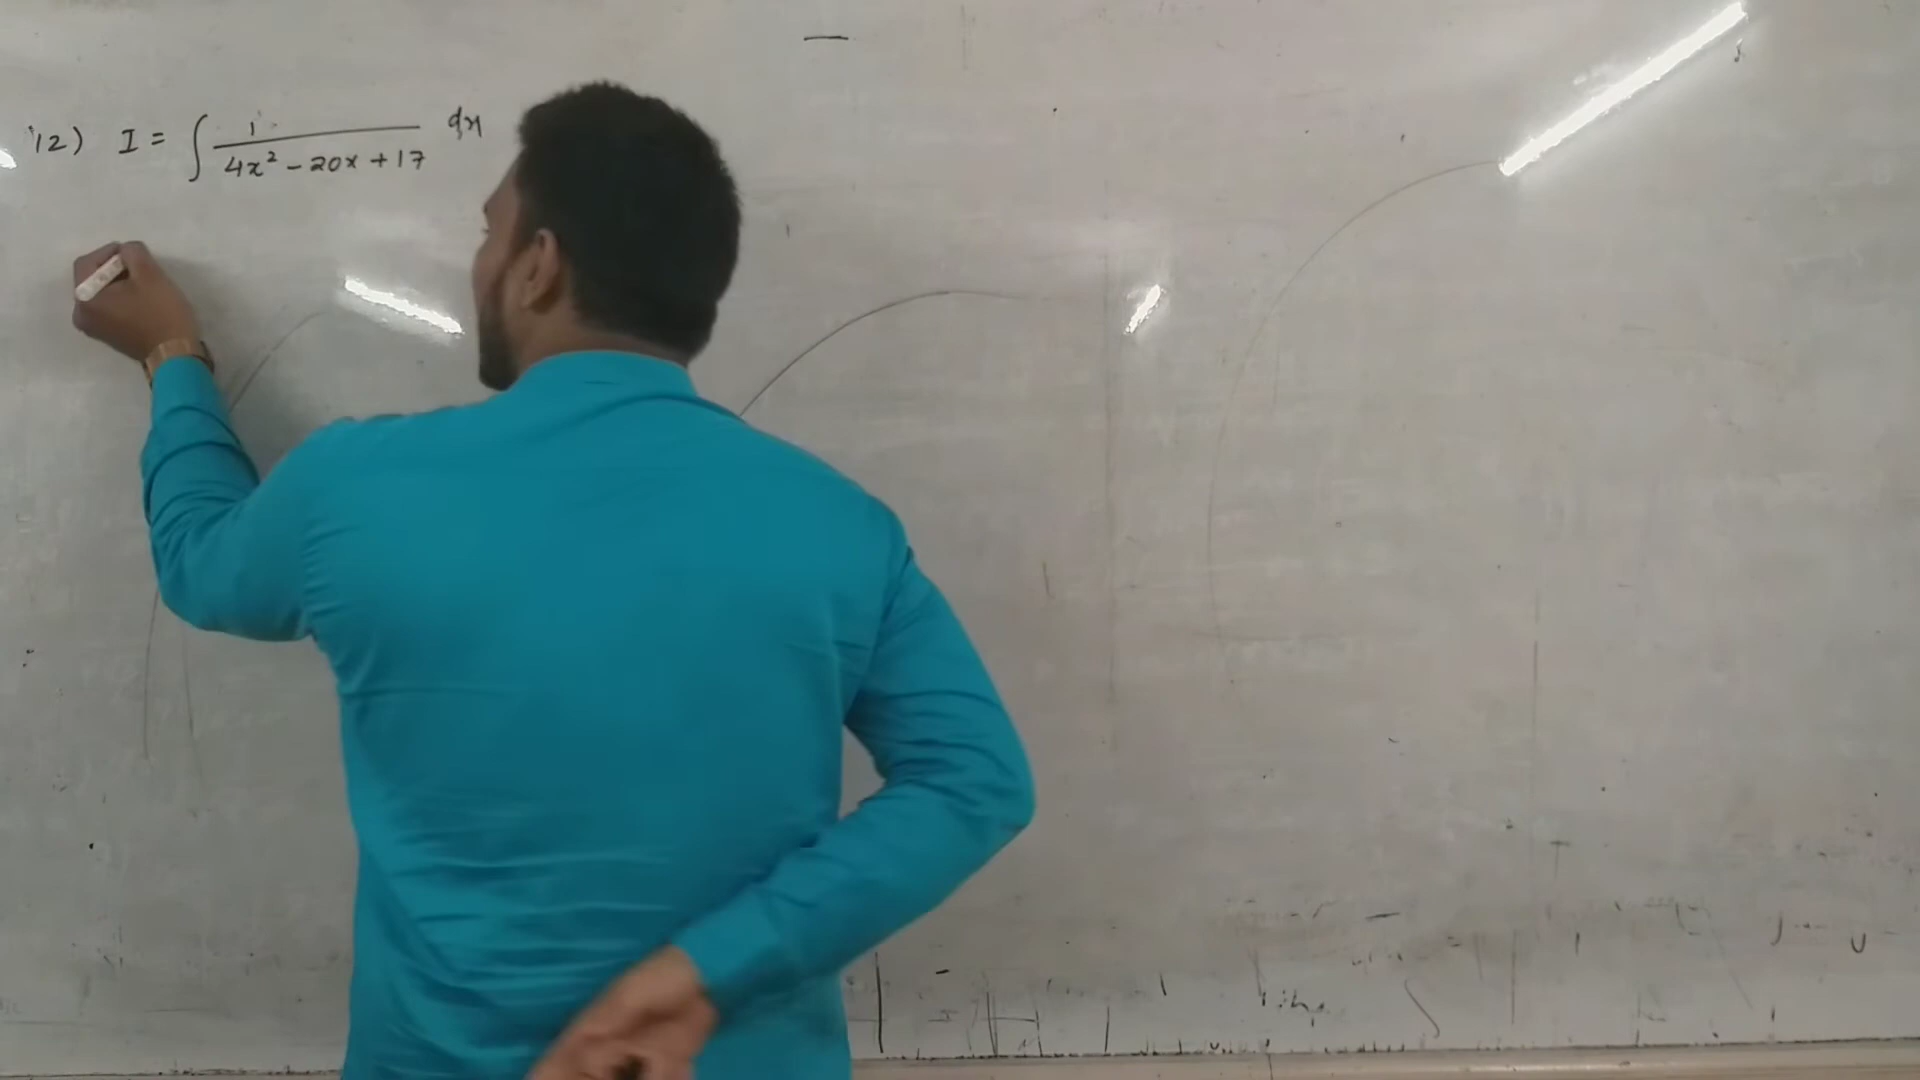 12) I = ∫ 1 / (4x² - 20x + 17) dx